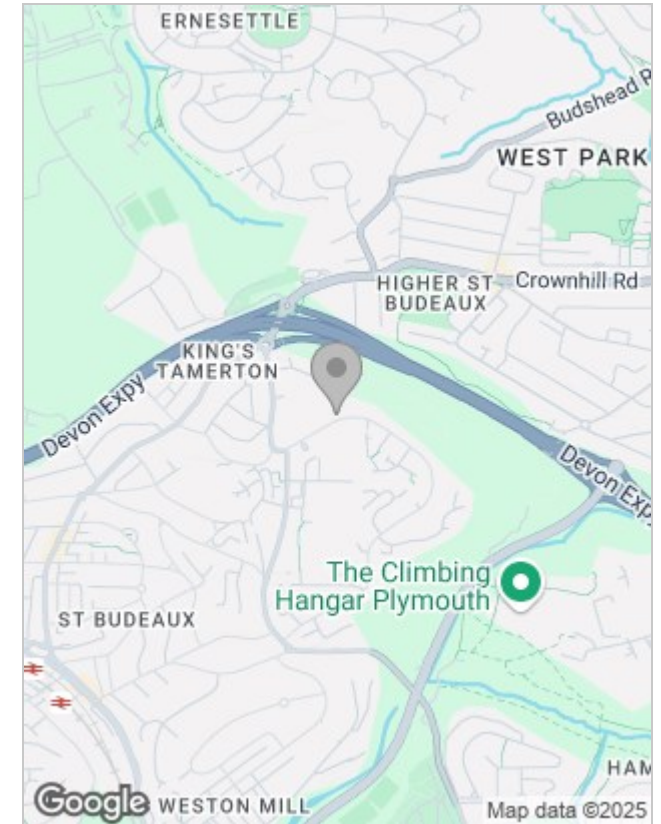 ERNESETTLE
Budshead R
WEST PARK
HIGHER ST
BUDEAUX
Crownhill Rd
KING'S
TAMERTON
Devon Expy
Devon Expy
The Climbing
Hangar Plymouth
ST BUDEAUX
HAM
Google
WESTON MILL
Map data ©2025